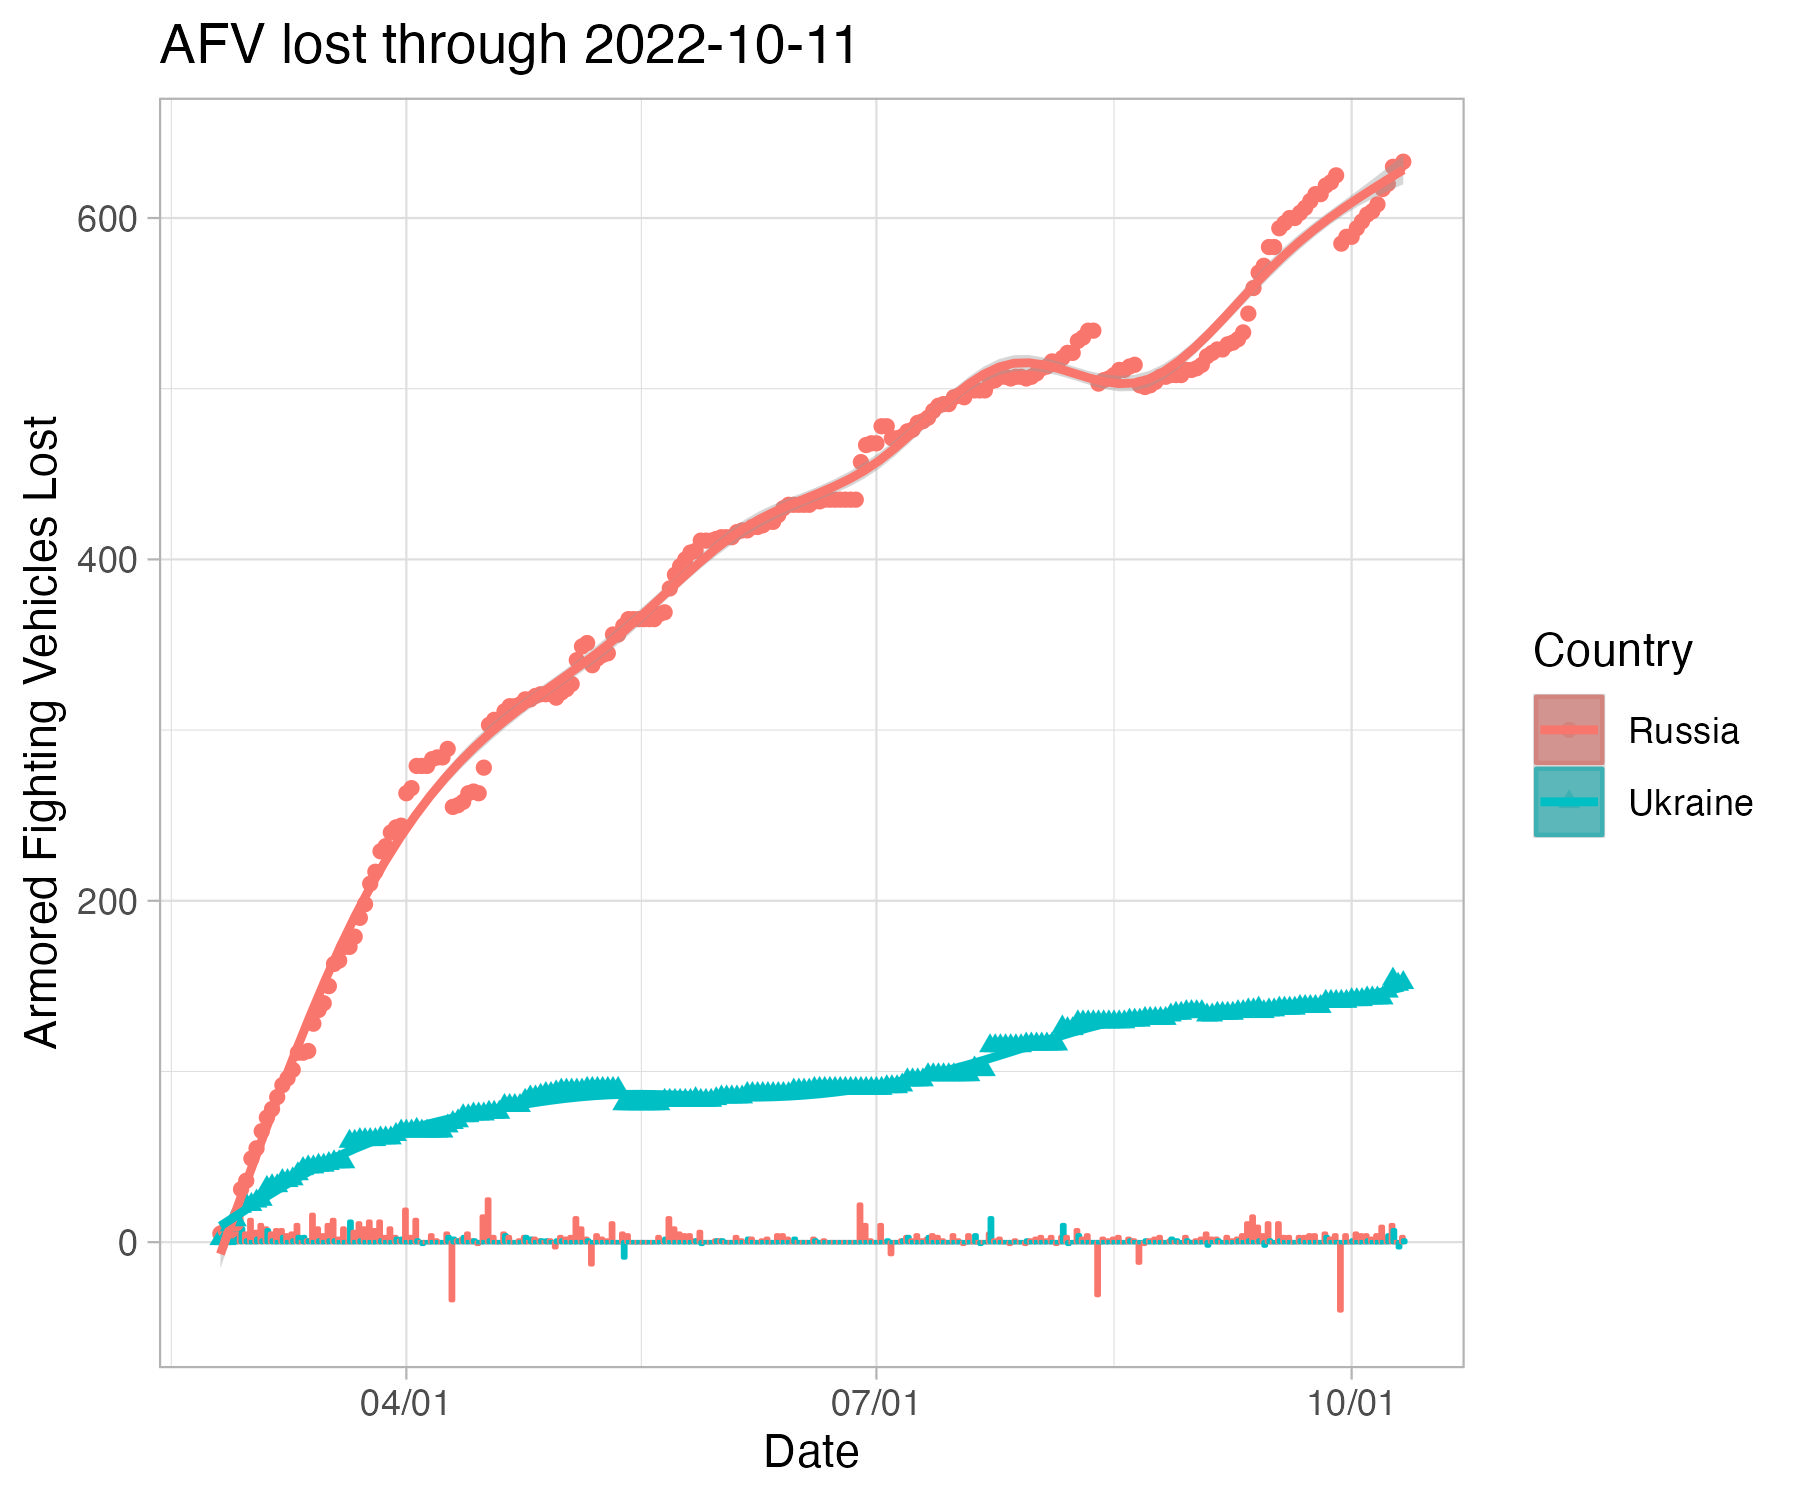 AFV lost through 2022-10-11
Armored Fighting Vehicles Lost
600
400
200
0
04/01
07/01
10/01
Date
Country
Russia
Ukraine